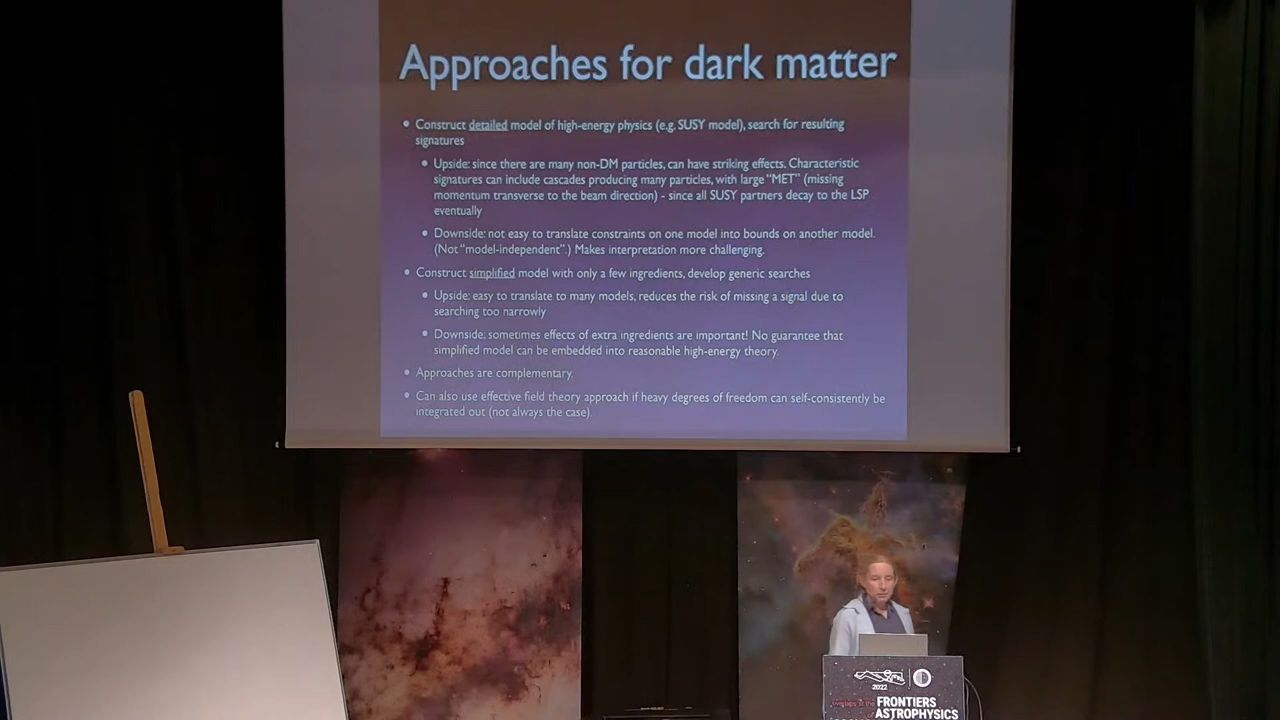 Approaches for dark matter
• Construct detailed model of high-energy physics (e.g. SUSY model), search for resulting
signatures
• Upside: since there are many non-DM particles, can have striking effects. Characteristic
signatures can include cascades producing many particles, with large “MET” (missing
momentum transverse to the beam direction) - since all SUSY partners decay to the LSP
eventually
• Downside: not easy to translate constraints on one model into bounds on another model.
(Not “model-independent”.) Makes interpretation more challenging.
• Construct simplified model with only a few ingredients, develop generic searches
• Upside: easy to translate to many models, reduces the risk of missing a signal due to
searching too narrowly
• Downside: sometimes effects of extra ingredients are important! No guarantee that
simplified model can be embedded into reasonable high-energy theory.
• Approaches are complementary.
• Can also use effective field theory approach if heavy degrees of freedom can self-consistently be
integrated out (not always the case).
2022
overlaps at the FRONTIERS
ASTROPHYSICS